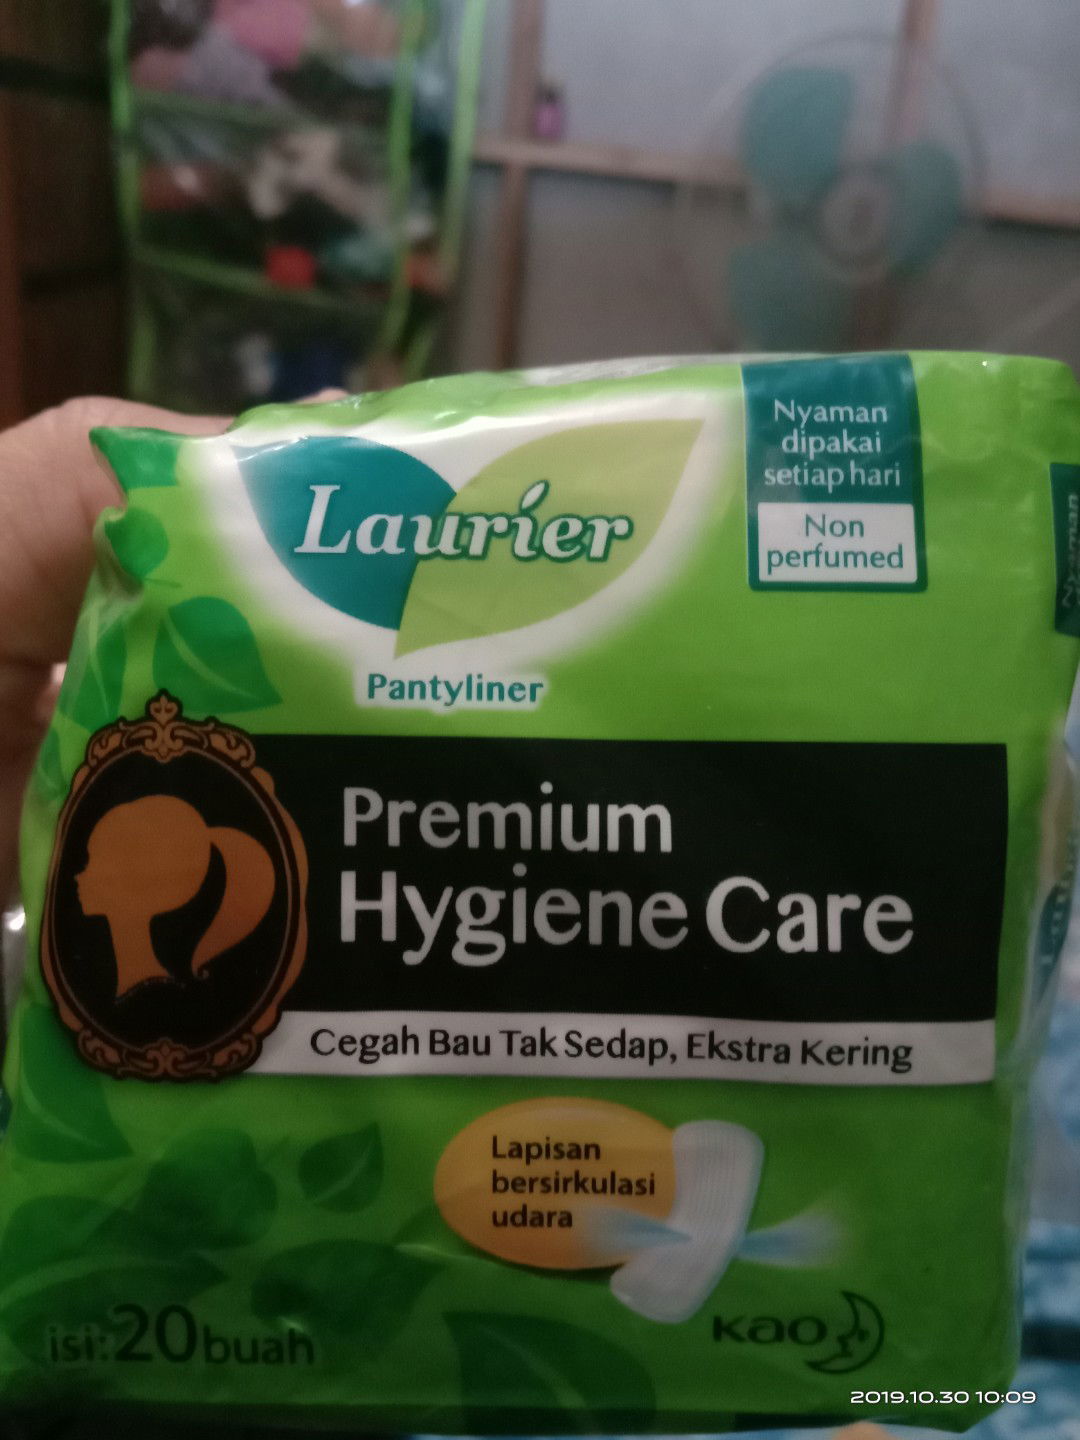 Laurier
Pantyliner
Nyaman
dipakai
setiap hari
Non
perfumed
Nyaman
Premium
Hygiene Care
Cegah Bau Tak Sedap, Ekstra Kering
Lapisan
bersirkulasi
udara
isi:20buah
Kao
2019.10.30 10:09